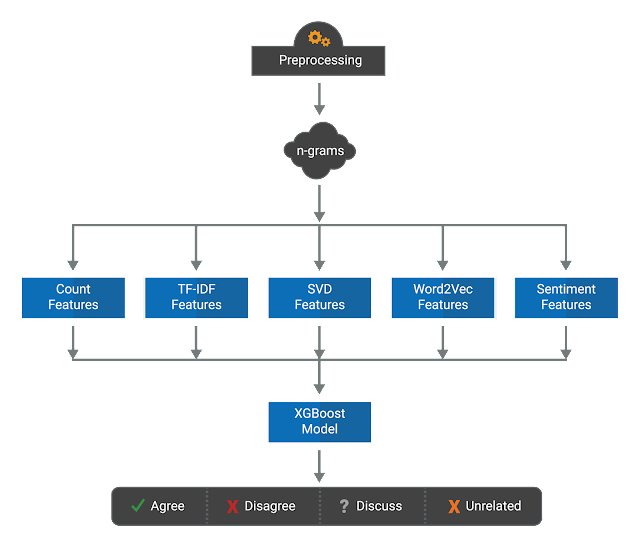 Preprocessing
n-grams
Count
Features
TF-IDF
Features
SVD
Features
Word2Vec
Features
Sentiment
Features
XGBoost
Model
Agree
Disagree
? Discuss
Unrelated